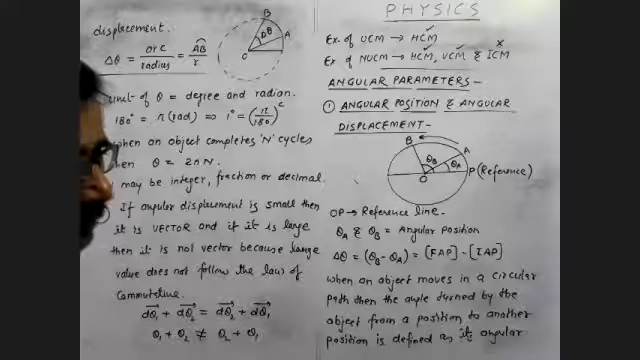 PHYSICS
Ex. of UCM → HCM
Ex. of NUCM → HCM, VCM & ICM
ANGULAR PARAMETERS -
① ANGULAR POSITION & ANGULAR
DISPLACEMENT -
B
A
θB
θA
O
P(Reference)
OP → Reference line.
θA & θB = Angular Position
Δθ = (θB - θA) = [FAP] - [IAP]
when an object moves in a circular
path then the angle turned by the
object from a position to another
position is defined as its angular
displacement.
B
A
Δθ
O
Δθ = arc/radius = AB/r
unit of θ = degree and radian.
180° = π(rad) ⇒ 1° = (π/180)ᶜ
when an object completes 'N' cycles
then θ = 2πN.
may be integer, fraction or decimal.
If angular displacement is small then
it is VECTOR and if it is large
then it is not vector because large
value does not follow the law of
commutative.
dθ₁ + dθ₂ = dθ₂ + dθ₁
θ₁ + θ₂ ≠ θ₂ + θ₁